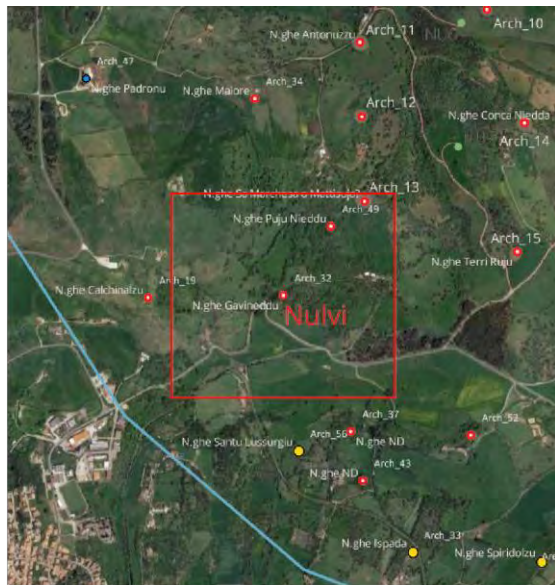 Arch_10
Arch_11
N.ghe Antonuzzu
Arch_47
N.ghe Padronu
Arch_34
N.ghe Maiore
Arch_12
N.ghe Conca Niedda
Arch_14
Arch_13
Arch_49
N.ghe Puju Nieddu
Arch_15
N.ghe Terri Ruju
Arch_19
N.ghe Calchinalzu
Arch_32
N.ghe Gavineddu
Nulvi
Arch_37
Arch_52
Arch_56
N.ghe ND
N.ghe Santu Lussurgiu
N.ghe ND
Arch_43
Arch_33
N.ghe Ispada
N.ghe Spiridolzu